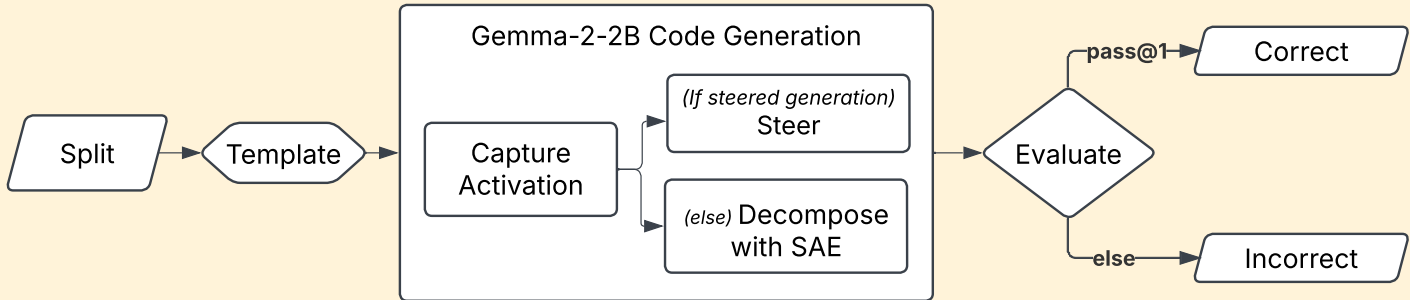 Split
Template
Gemma-2-2B Code Generation
Capture
Activation
(If steered generation)
Steer
(else) Decompose
with SAE
Evaluate
pass@1
Correct
else
Incorrect